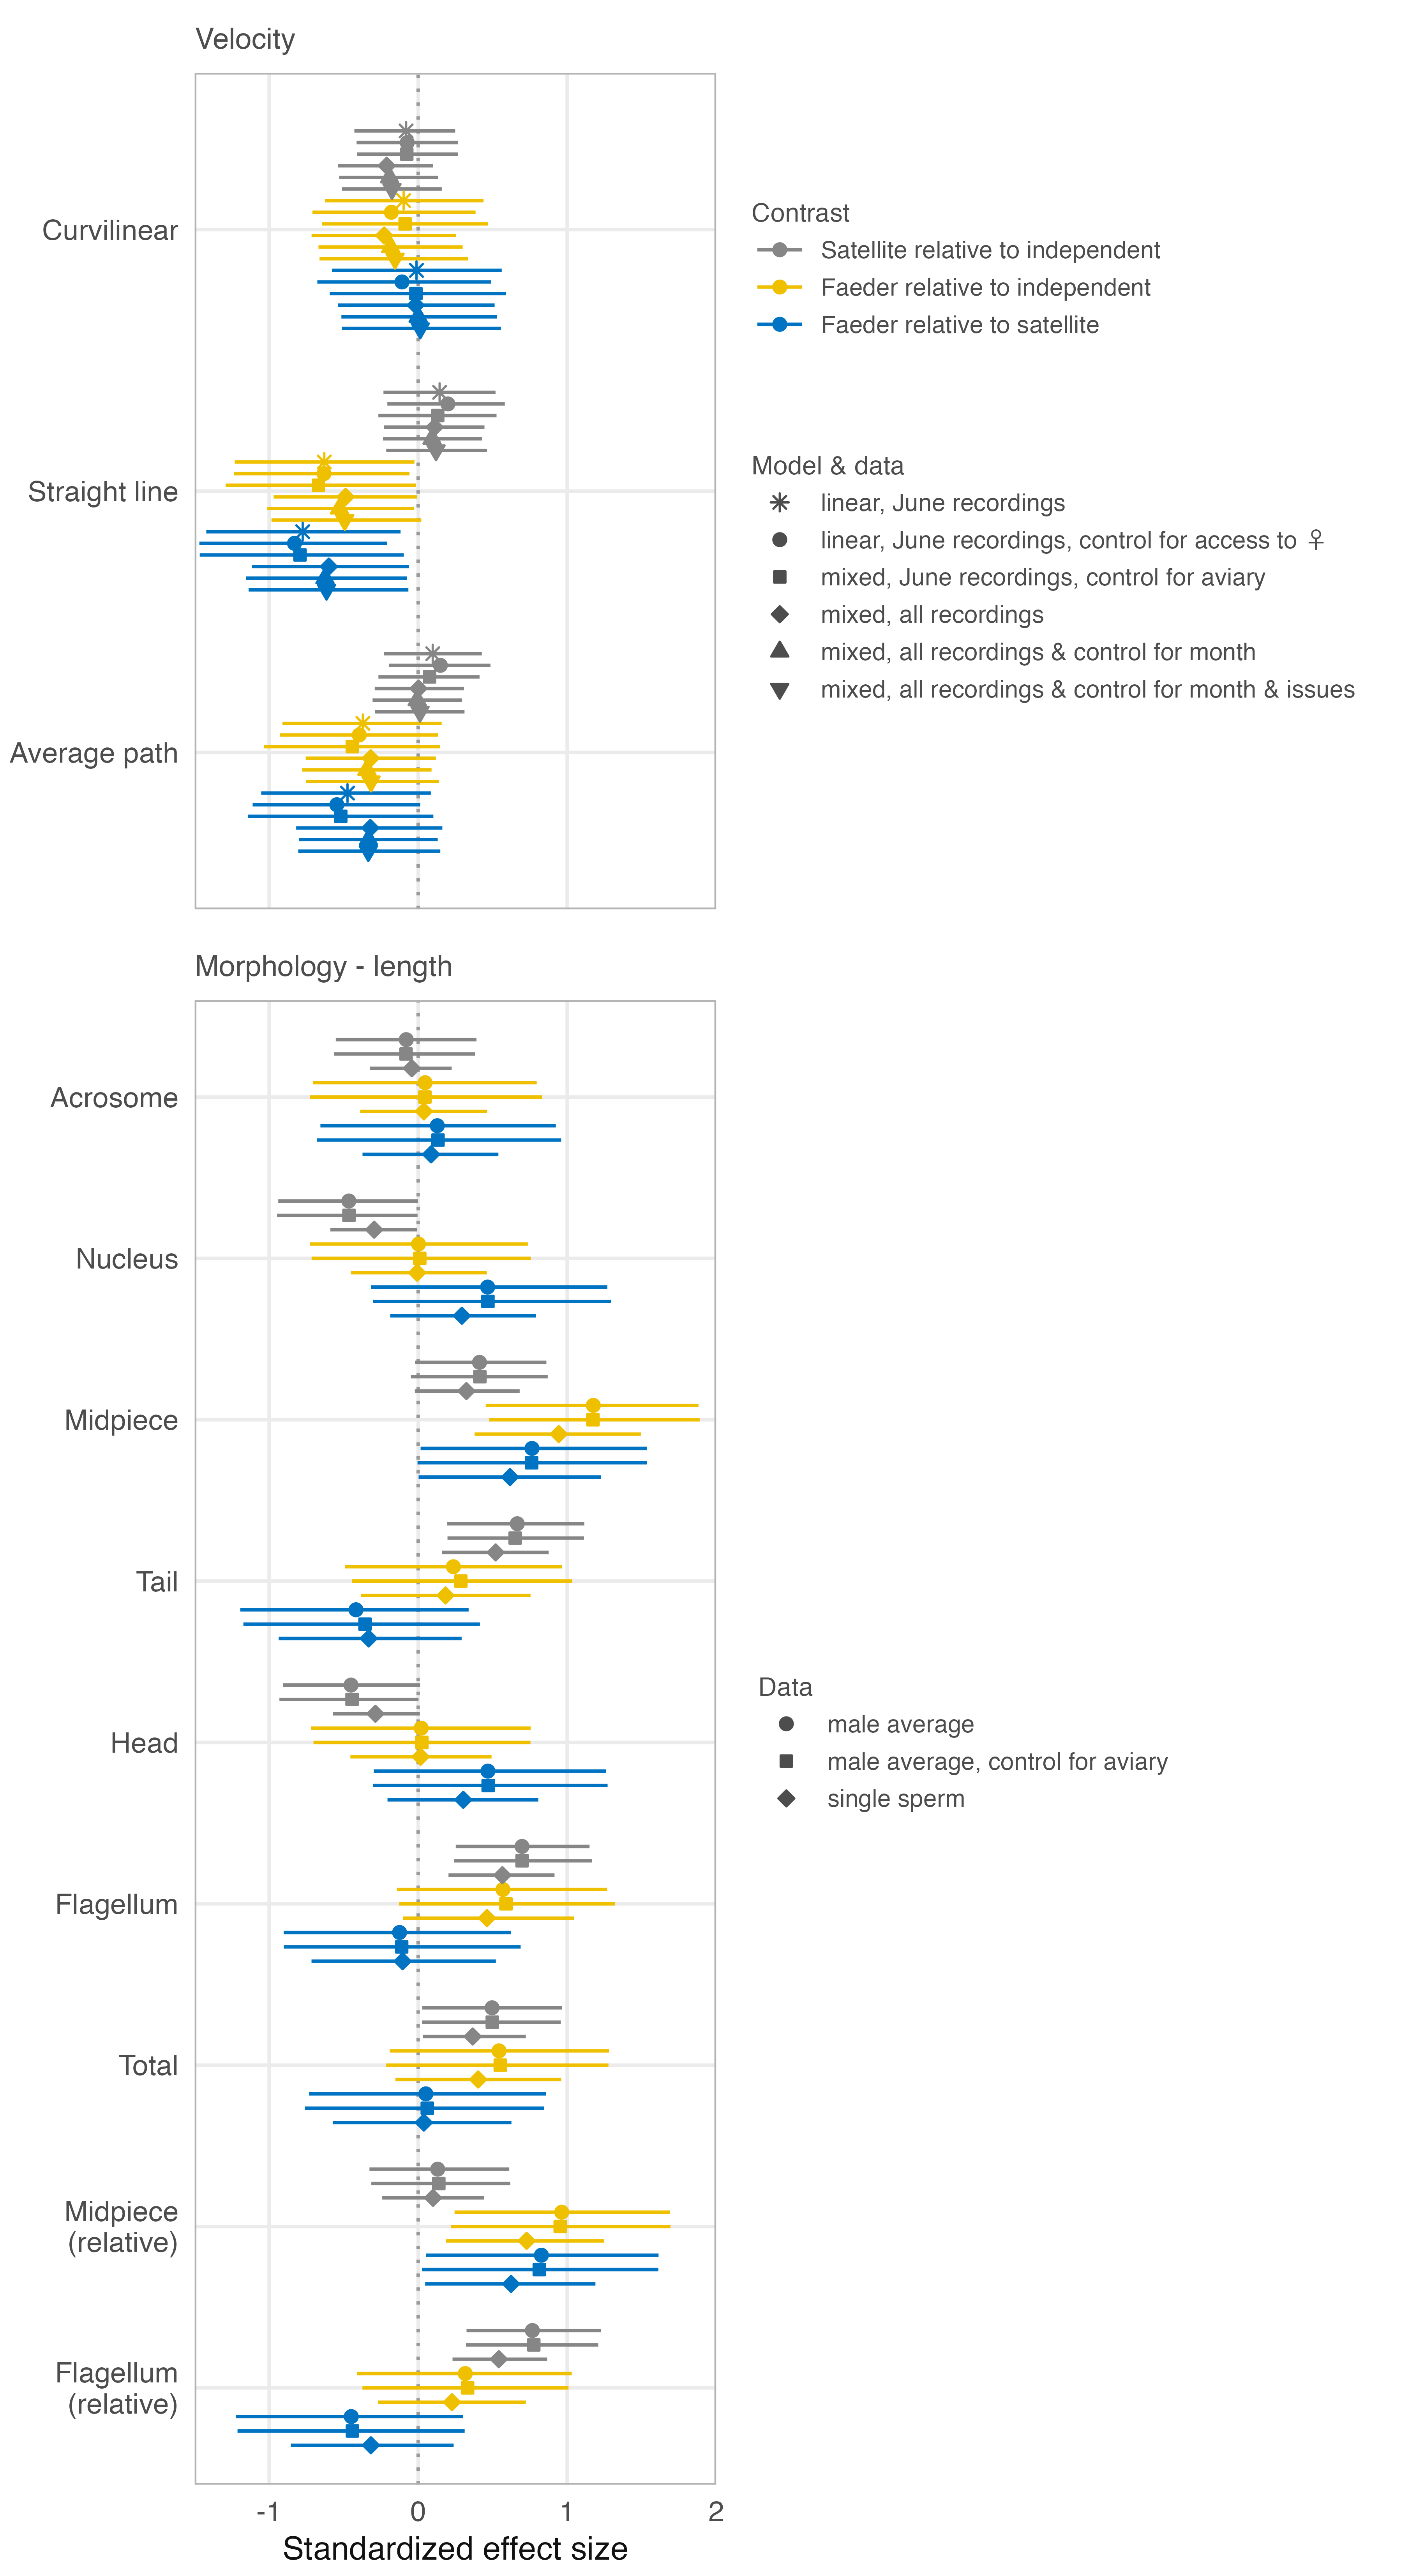 Velocity
Curvilinear
Straight line
Average path
Contrast
Satellite relative to independent
Faeder relative to independent
Faeder relative to satellite
Model & data
linear, June recordings
linear, June recordings, control for access to ♀
mixed, June recordings, control for aviary
mixed, all recordings
mixed, all recordings & control for month
mixed, all recordings & control for month & issues
Morphology - length
Acrosome
Nucleus
Midpiece
Tail
Head
Flagellum
Total
Midpiece
(relative)
Flagellum
(relative)
Data
male average
male average, control for aviary
single sperm
-1 0 1 2
Standardized effect size